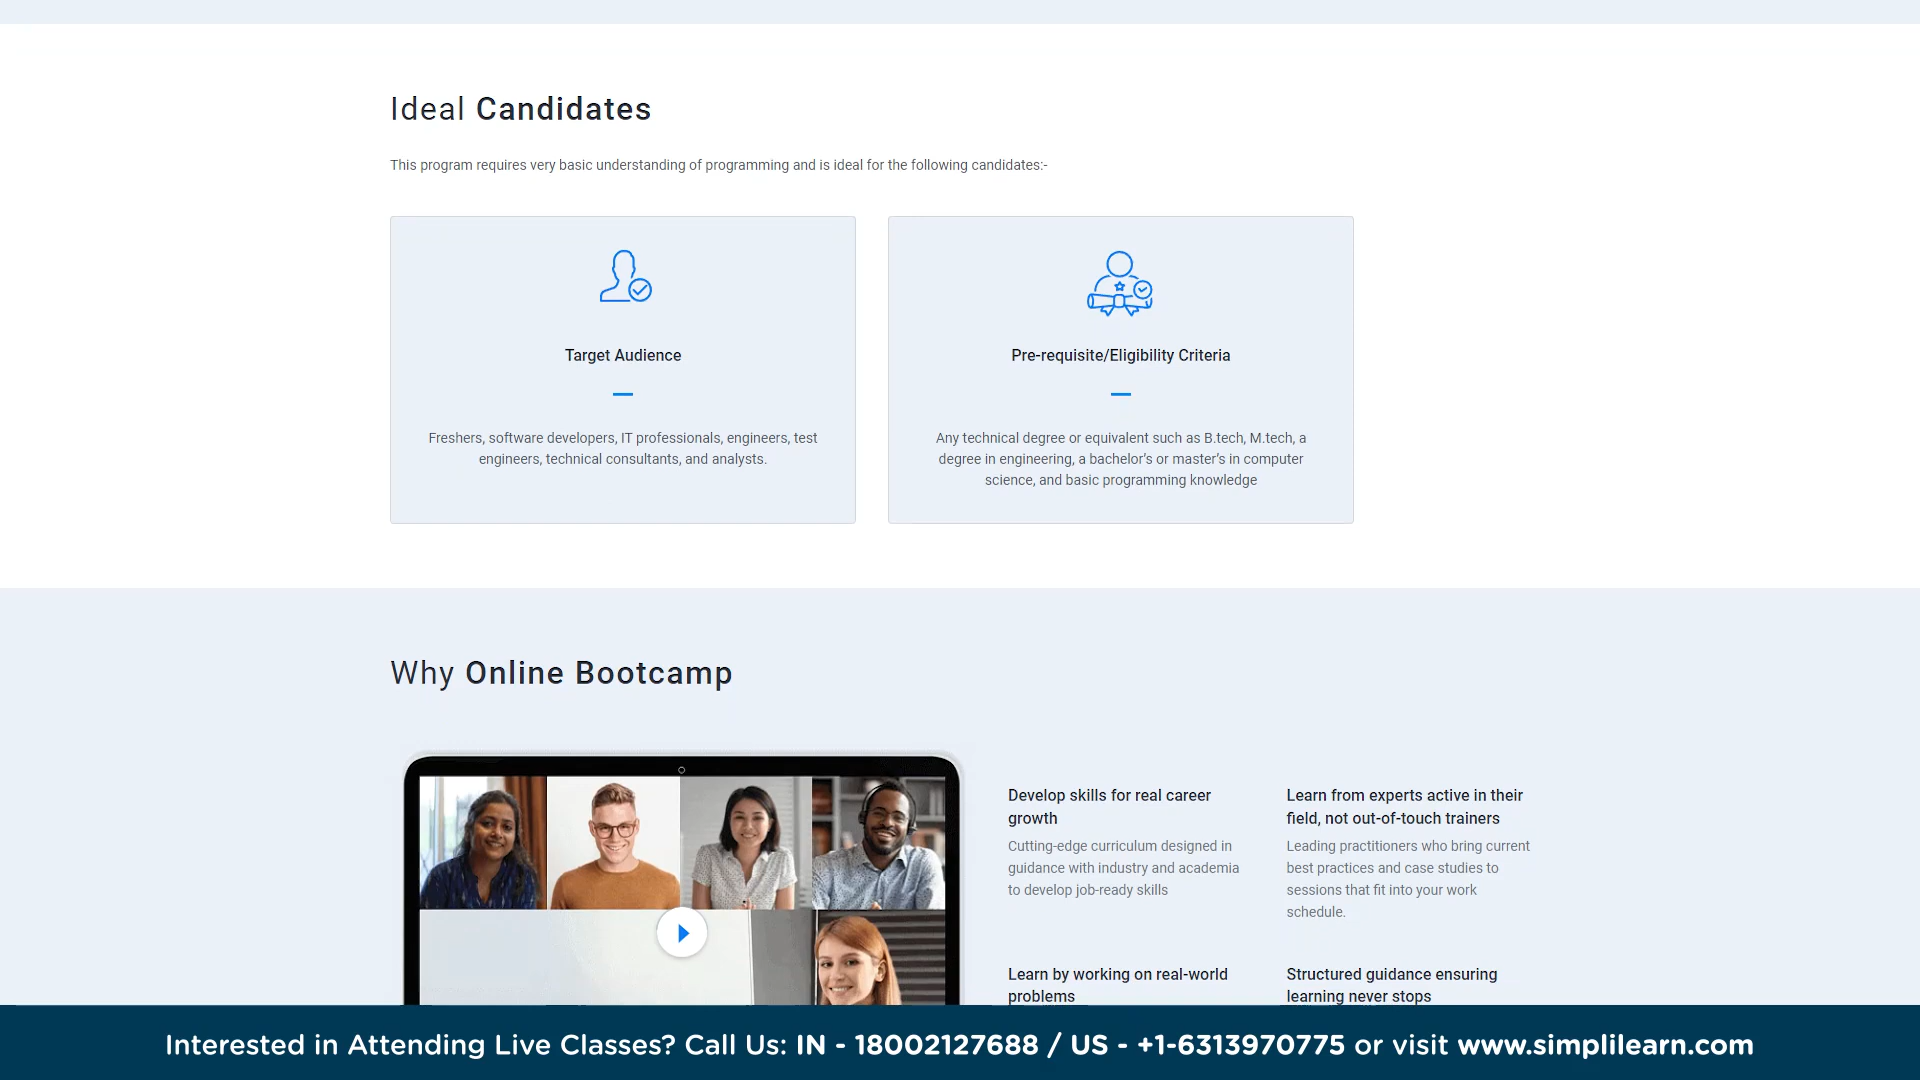 Ideal Candidates
This program requires very basic understanding of programming and is ideal for the following candidates:-
Target Audience
Freshers, software developers, IT professionals, engineers, test
engineers, technical consultants, and analysts.
Pre-requisite/Eligibility Criteria
Any technical degree or equivalent such as B.tech, M.tech, a
degree in engineering, a bachelor's or master's in computer
science, and basic programming knowledge
Why Online Bootcamp
Develop skills for real career
growth
Cutting-edge curriculum designed in
guidance with industry and academia
to develop job-ready skills
Learn from experts active in their
field, not out-of-touch trainers
Leading practitioners who bring current
best practices and case studies to
sessions that fit into your work
schedule.
Learn by working on real-world
problems
Structured guidance ensuring
learning never stops
Interested in Attending Live Classes? Call Us: IN - 18002127688 / US - +1-6313970775 or visit www.simplilearn.com